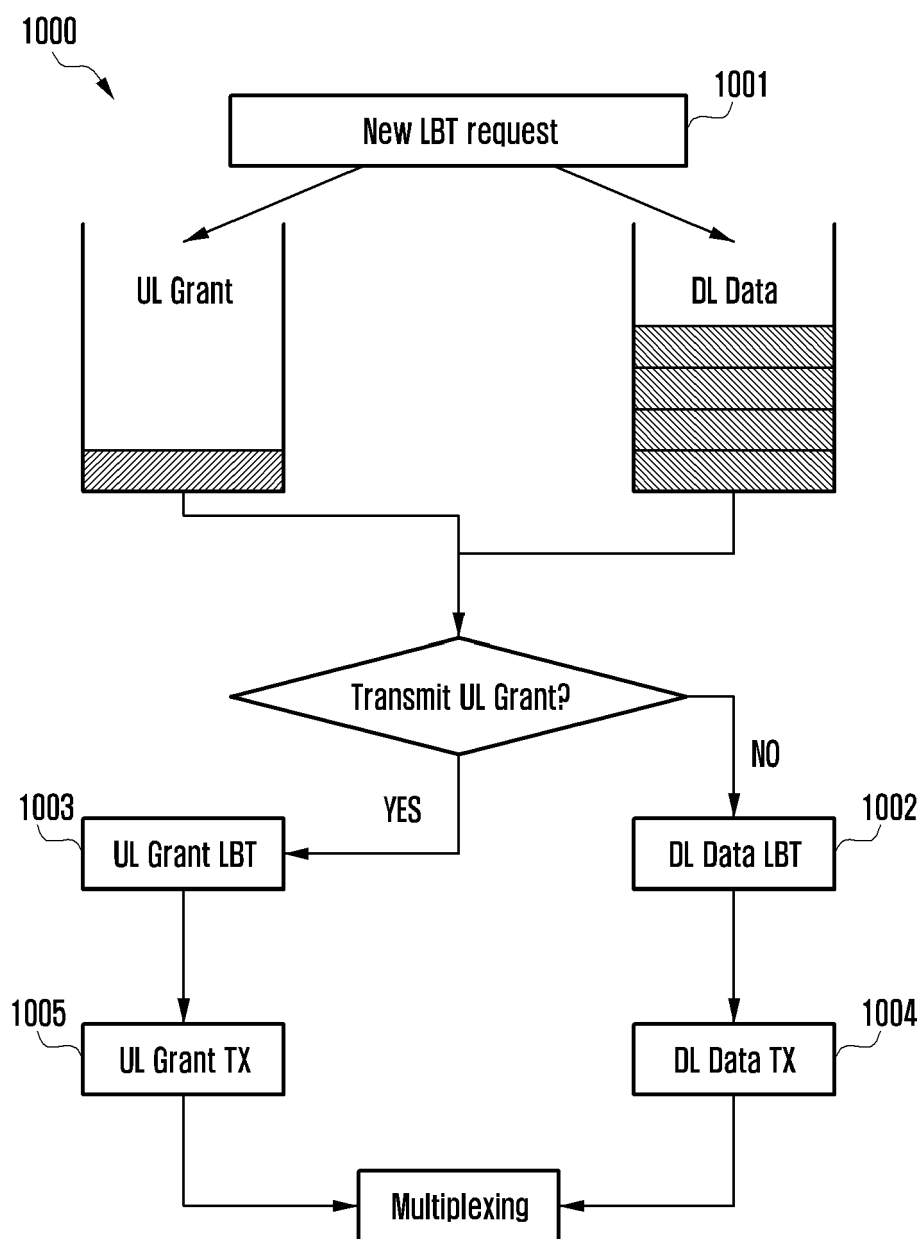 1000
1001
New LBT request
UL Grant
DL Data
Transmit UL Grant?
NO
YES
1003
1002
UL Grant LBT
DL Data LBT
1005
1004
UL Grant TX
DL Data TX
Multiplexing